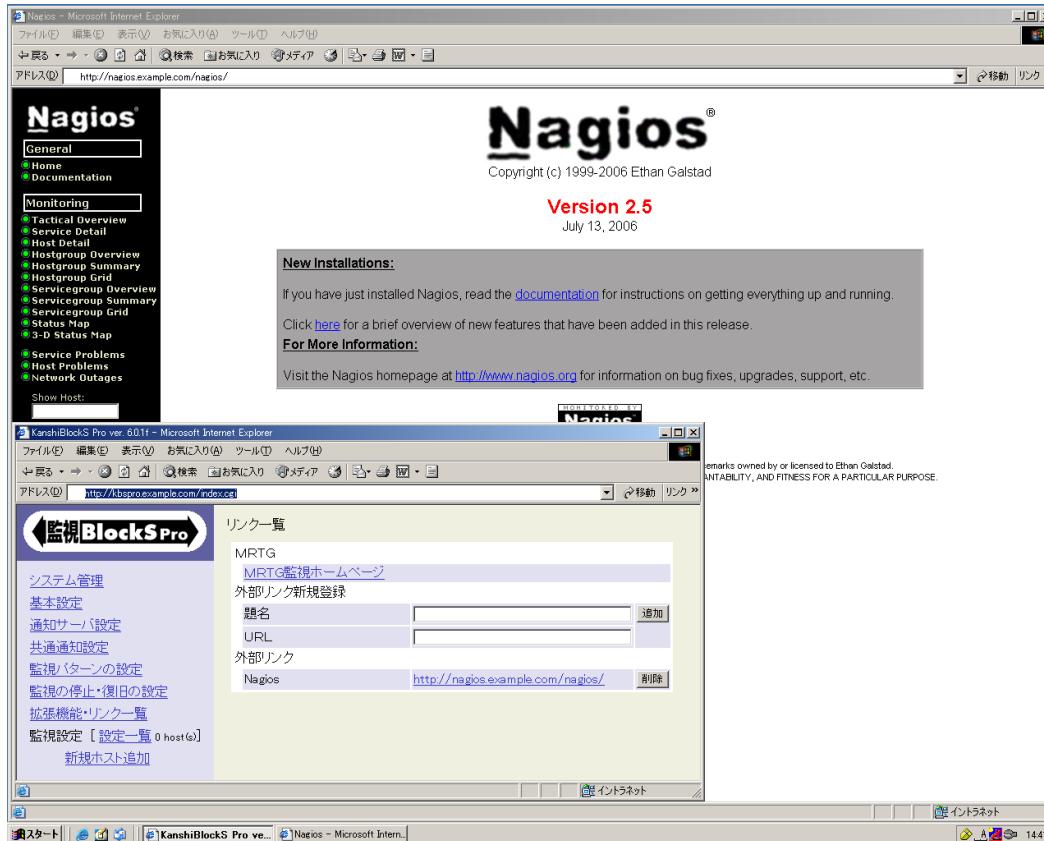 Nagios - Microsoft Internet Explorer
ファイル(F) 編集(E) 表示(V) お気に入り(A) ツール(T) ヘルプ(H)
戻る 検索 お気に入り メディア
アドレス(D) http://nagios.example.com/nagios/ 移動 リンク
Nagios
General
Home
Documentation
Monitoring
Tactical Overview
Service Detail
Host Detail
Hostgroup Overview
Hostgroup Summary
Hostgroup Grid
Servicegroup Overview
Servicegroup Summary
Servicegroup Grid
Status Map
3-D Status Map
Service Problems
Host Problems
Network Outages
Show Host:
Nagios®
Copyright (c) 1999-2006 Ethan Galstad
Version 2.5
July 13, 2006
New Installations:
If you have just installed Nagios, read the documentation for instructions on getting everything up and running.
Click here for a brief overview of new features that have been added in this release.
For More Information:
Visit the Nagios homepage at http://www.nagios.org for information on bug fixes, upgrades, support, etc.
MONITORED BY
Nagios
owned by or licensed to Ethan Galstad.
AND FITNESS FOR A PARTICULAR PURPOSE.
KanshiBlockS Pro ver. 6.0.1f - Microsoft Internet Explorer
ファイル(F) 編集(E) 表示(V) お気に入り(A) ツール(T) ヘルプ(H)
戻る 検索 お気に入り メディア
アドレス(D) http://kbspro.example.com/index.cgi 移動 リンク »
監視BlockS Pro
システム管理
基本設定
通知サーバ設定
共通通知設定
監視パターンの設定
監視の停止・復旧の設定
拡張機能・リンク一覧
監視設定 [ 設定一覧 0 host(s)]
新規ホスト追加
リンク一覧
MRTG
MRTG監視ホームページ
外部リンク新規登録
題名 追加
URL
外部リンク
Nagios http://nagios.example.com/nagios/ 削除
イントラネット
イントラネット
スタート KanshiBlockS Pro ve... Nagios - Microsoft Intern... A